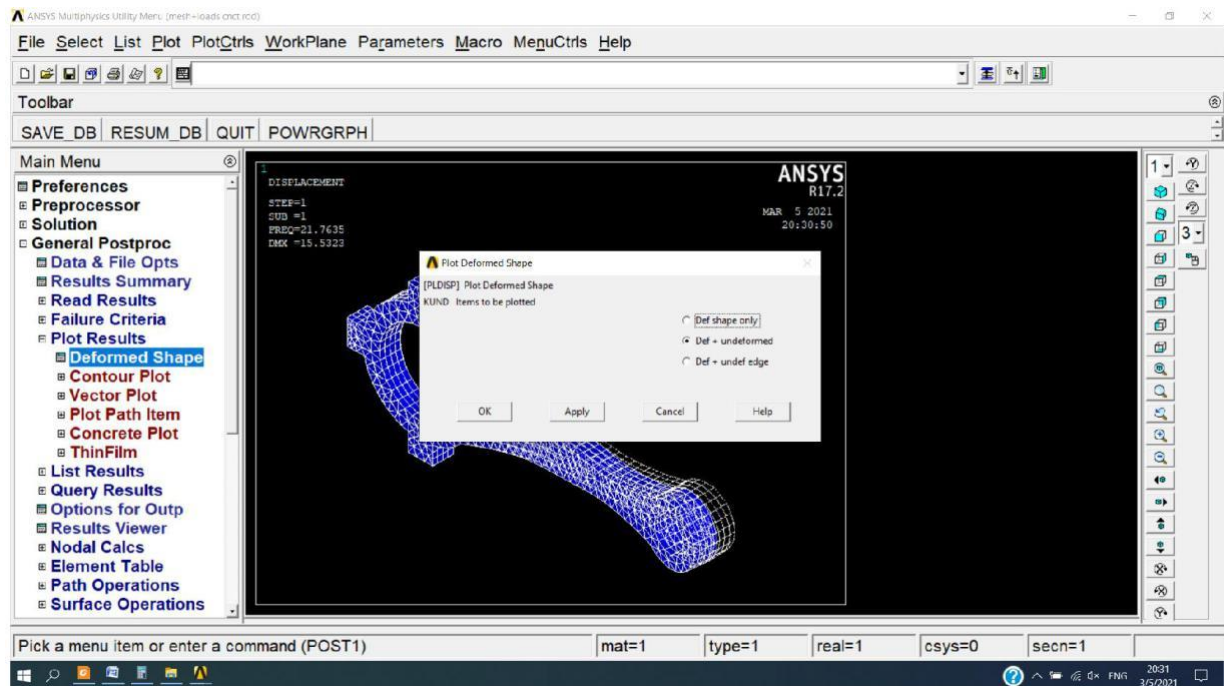 ANSYS Multiphysics Utility Menu (mesh+loads cnct rod)
File Select List Plot PlotCtrls WorkPlane Parameters Macro MenuCtrls Help
Toolbar
SAVE_DB RESUM_DB QUIT POWRGRPH
Main Menu
Preferences
Preprocessor
Solution
General Postproc
Data & File Opts
Results Summary
Read Results
Failure Criteria
Plot Results
Deformed Shape
Contour Plot
Vector Plot
Plot Path Item
Concrete Plot
ThinFilm
List Results
Query Results
Options for Outp
Results Viewer
Nodal Calcs
Element Table
Path Operations
Surface Operations
1
DISPLACEMENT
STEP=1
SUB =1
FREQ=21.7635
DMX =15.5323
ANSYS
R17.2
MAR 5 2021
20:30:50
Plot Deformed Shape
[PLDISP] Plot Deformed Shape
KUND Items to be plotted
Def shape only
Def + undeformed
Def + undef edge
OK Apply Cancel Help
1
3
Pick a menu item or enter a command (POST1)
mat=1 type=1 real=1 csys=0 secn=1
ENG
20:31
3/5/2021